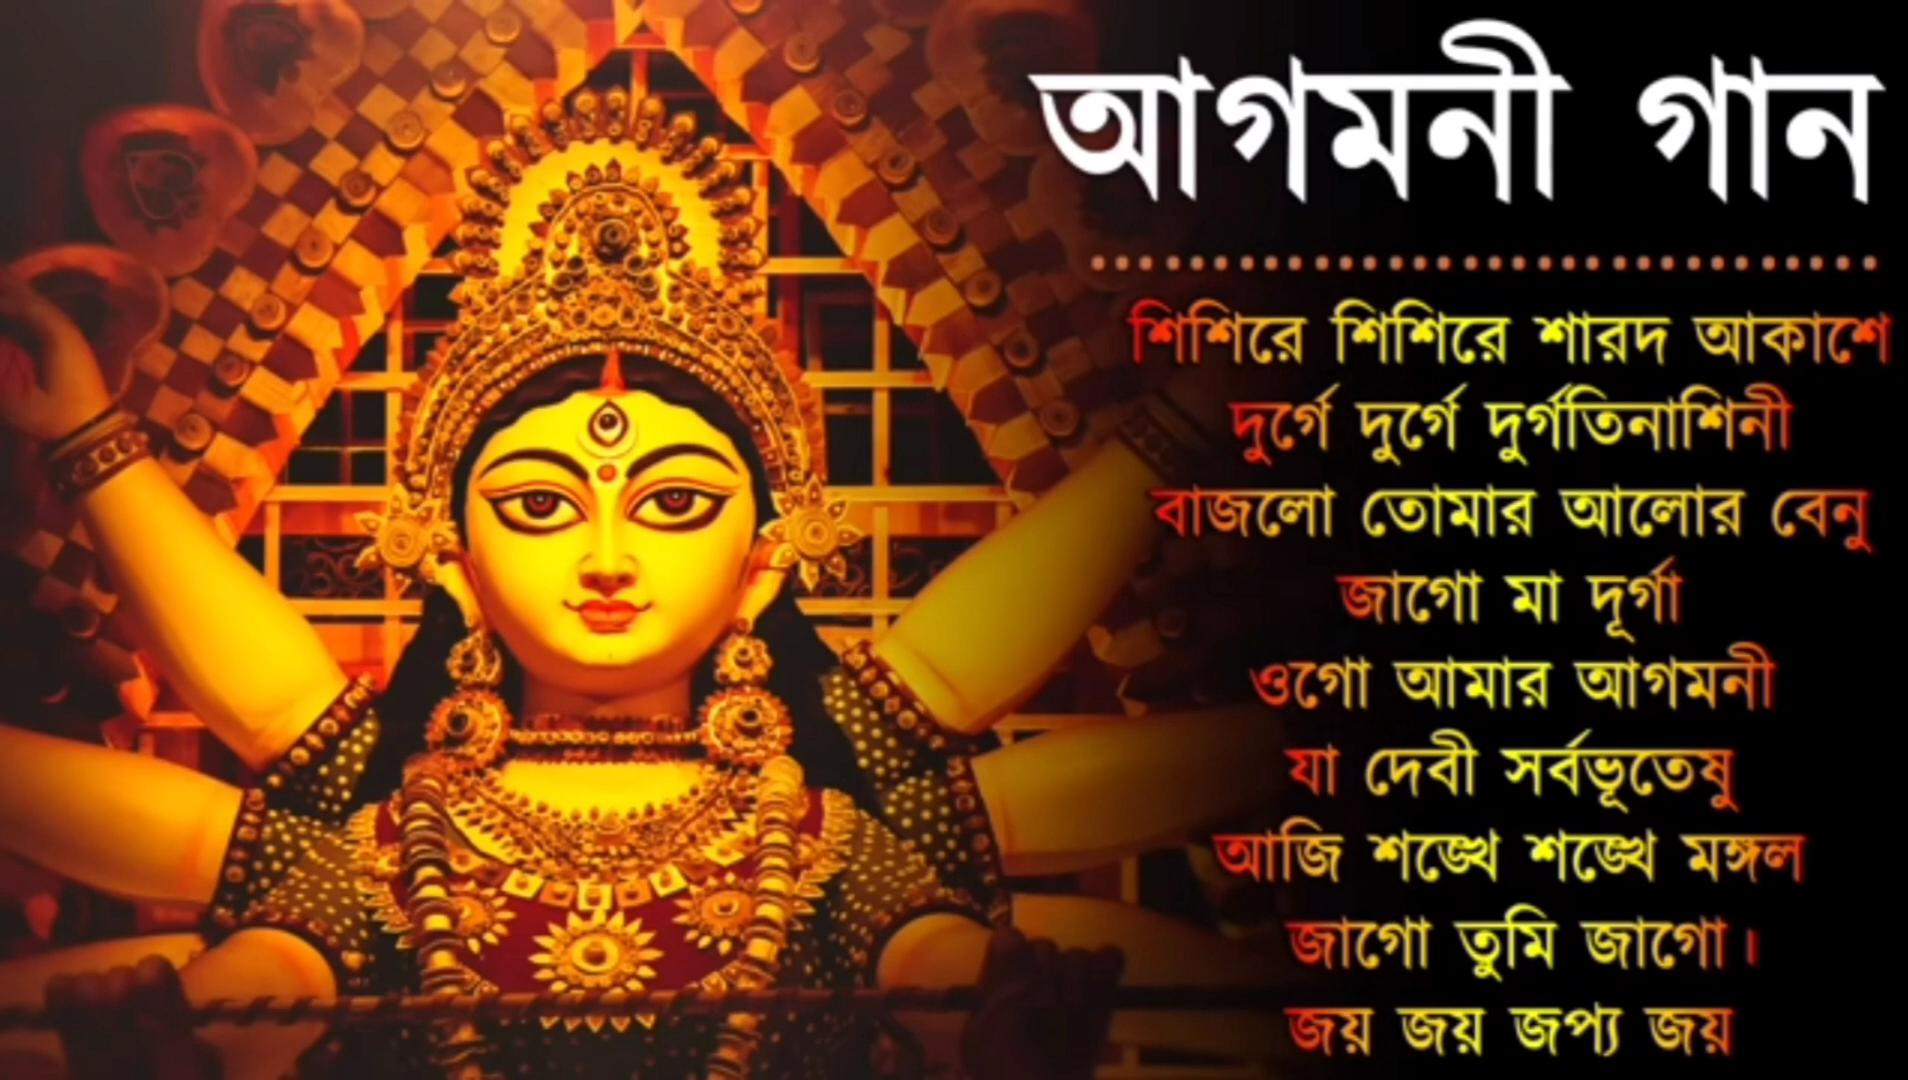 আগমনী গান
শিশিরে শিশিরে শারদ আকাশে
দুর্গে দুর্গে দুর্গতিনাশিনী
বাজলো তোমার আলোর বেনু
জাগো মা দূর্গা
ওগো আমার আগমনী
যা দেবী সর্বভূতেষু
আজি শঙ্খে শঙ্খে মঙ্গল
জাগো তুমি জাগো।
জয় জয় জপ্য জয়